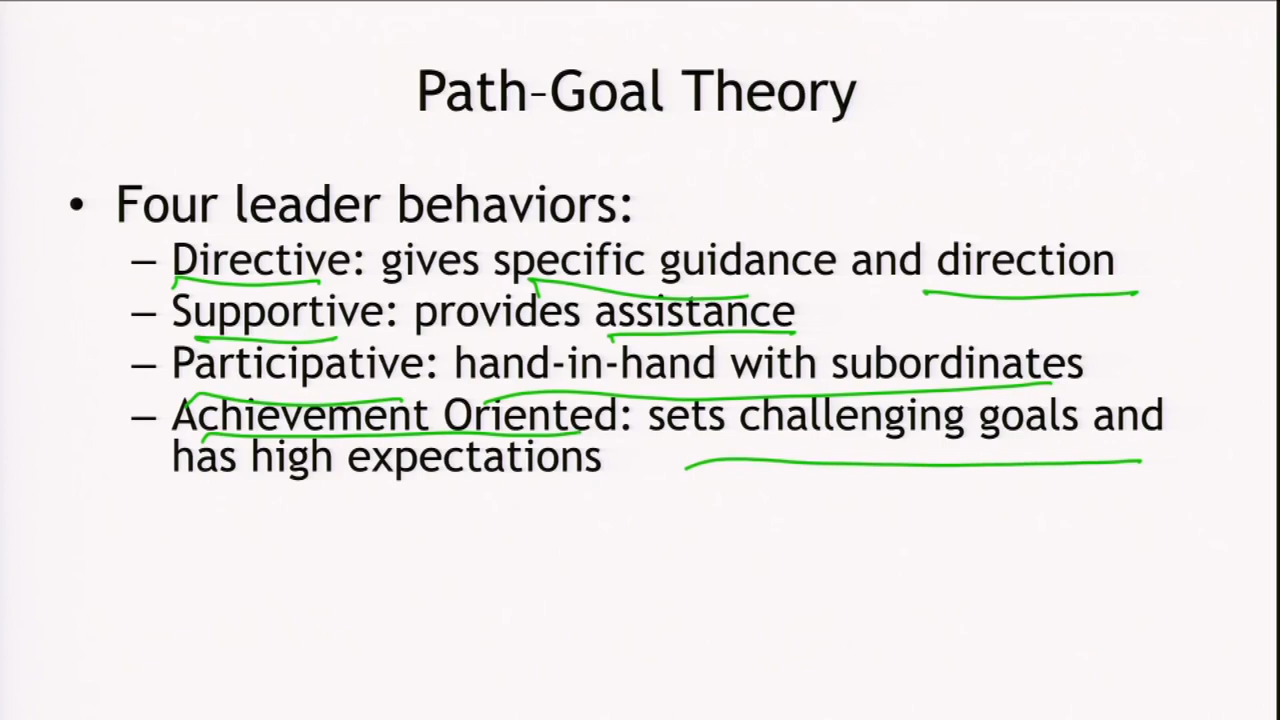 Path–Goal Theory
• Four leader behaviors:
– Directive: gives specific guidance and direction
– Supportive: provides assistance
– Participative: hand-in-hand with subordinates
– Achievement Oriented: sets challenging goals and
has high expectations